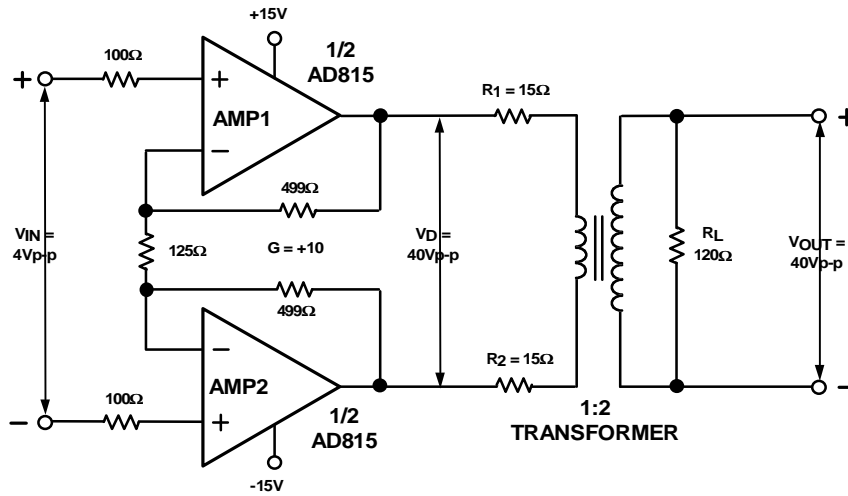 +15V
100Ω
1/2
AD815
R1 = 15Ω
+
+
+
AMP1
−
499Ω
VIN =
4Vp-p
125Ω
G = +10
VD =
40Vp-p
RL
120Ω
VOUT =
40Vp-p
499Ω
−
AMP2
R2 = 15Ω
100Ω
−
+
−
1/2
AD815
1:2
TRANSFORMER
-15V